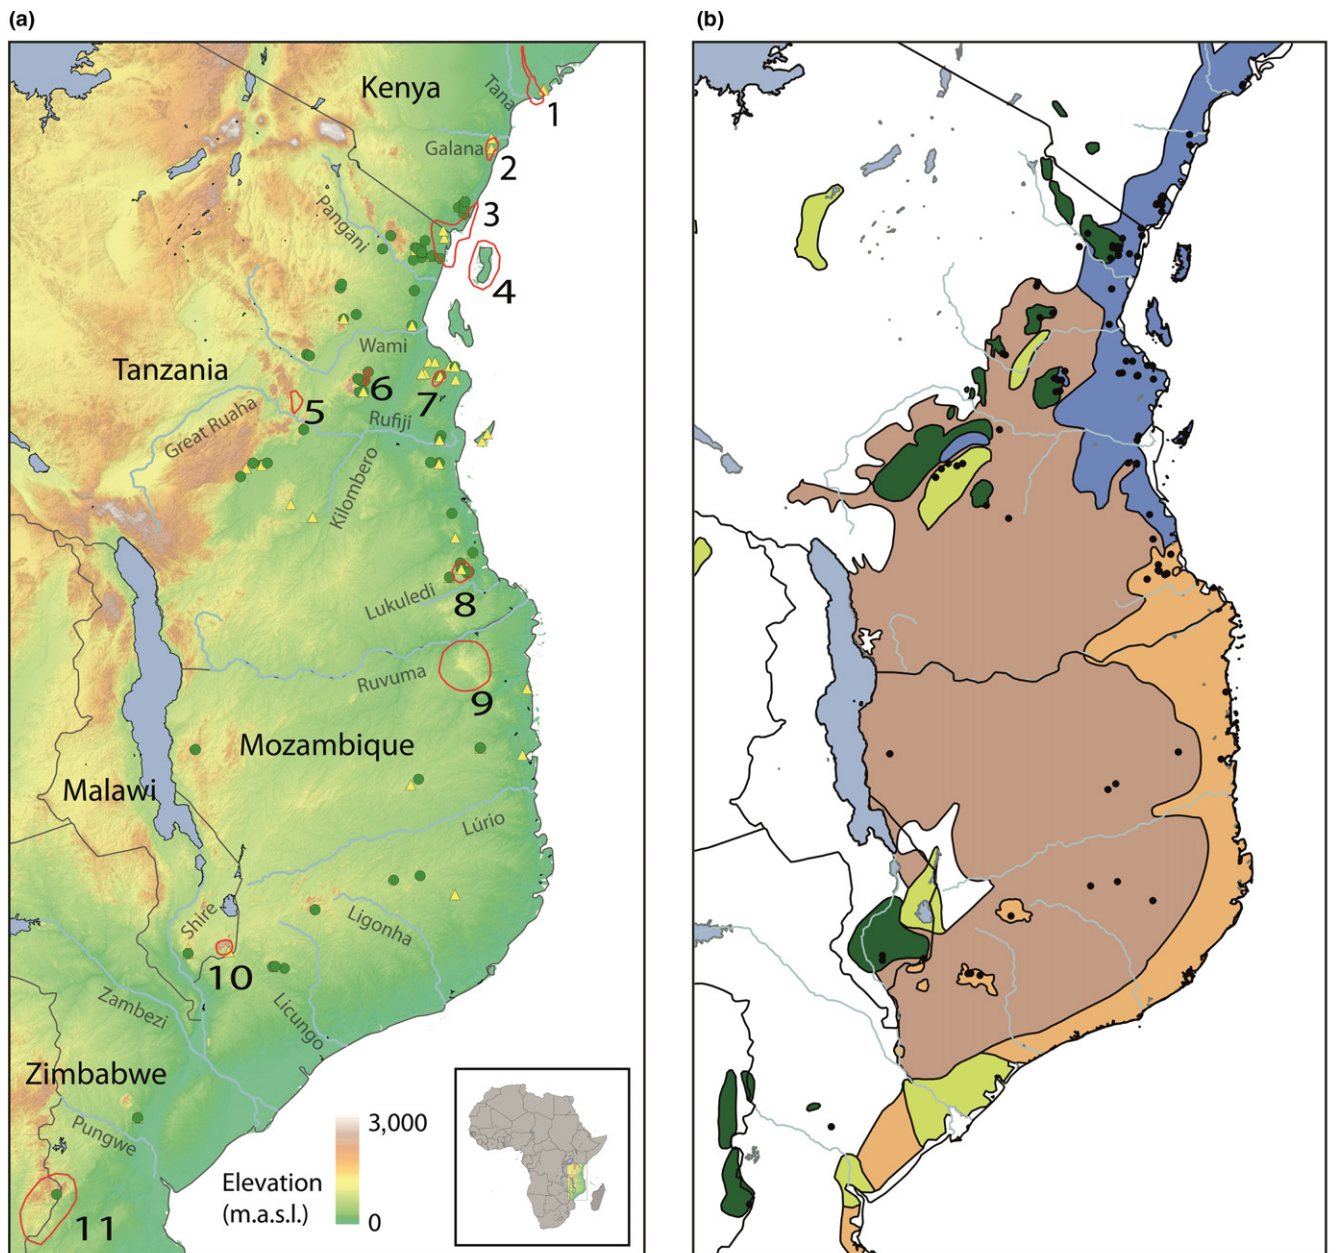 (a)
(b)
Kenya
Tana
1
Galana
2
3
Pangani
4
Wami
Tanzania
6
7
5
Great Ruaha
Rufiji
Kilombero
Lukuledi
8
Ruvuma
9
Mozambique
Malawi
Lúrio
Shire
Ligonha
10
Zambezi
Licungo
Zimbabwe
Pungwe
3,000
Elevation
(m.a.s.l.)
0
11